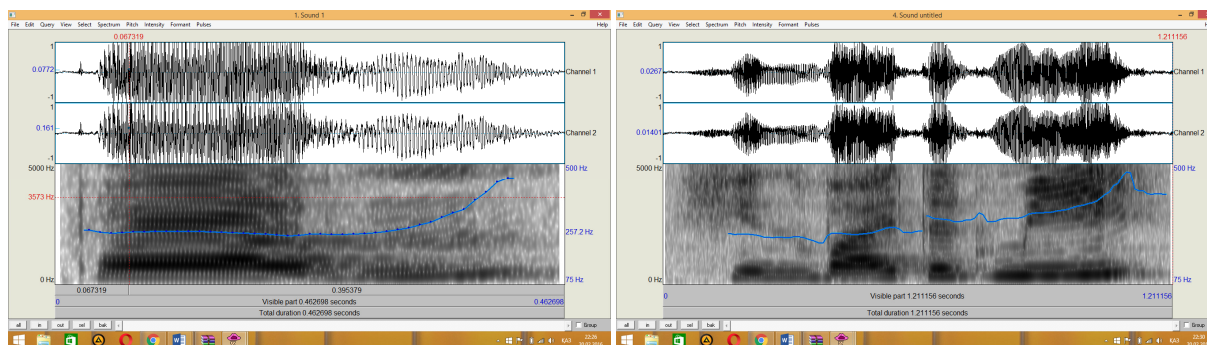 1. Sound 1
File Edit Query View Select Spectrum Pitch Intensity Formant Pulses Help
0.067319
1
0.0772
-1
Channel 1
1
0.161
-1
Channel 2
5000 Hz
500 Hz
3573 Hz
257.2 Hz
0 Hz
75 Hz
0.067319 0.395379
0 Visible part 0.462698 seconds 0.462698
Total duration 0.462698 seconds
all in out sel bak Group
KA3 22:26
4. Sound untitled
File Edit Query View Select Spectrum Pitch Intensity Formant Pulses
1.211156
1
0.0267
-1
Channel 1
1
0.01401
-1
Channel 2
5000 Hz
500 Hz
0 Hz
75 Hz
0 Visible part 1.211156 seconds 1.211156
Total duration 1.211156 seconds
all in out sel bak Group